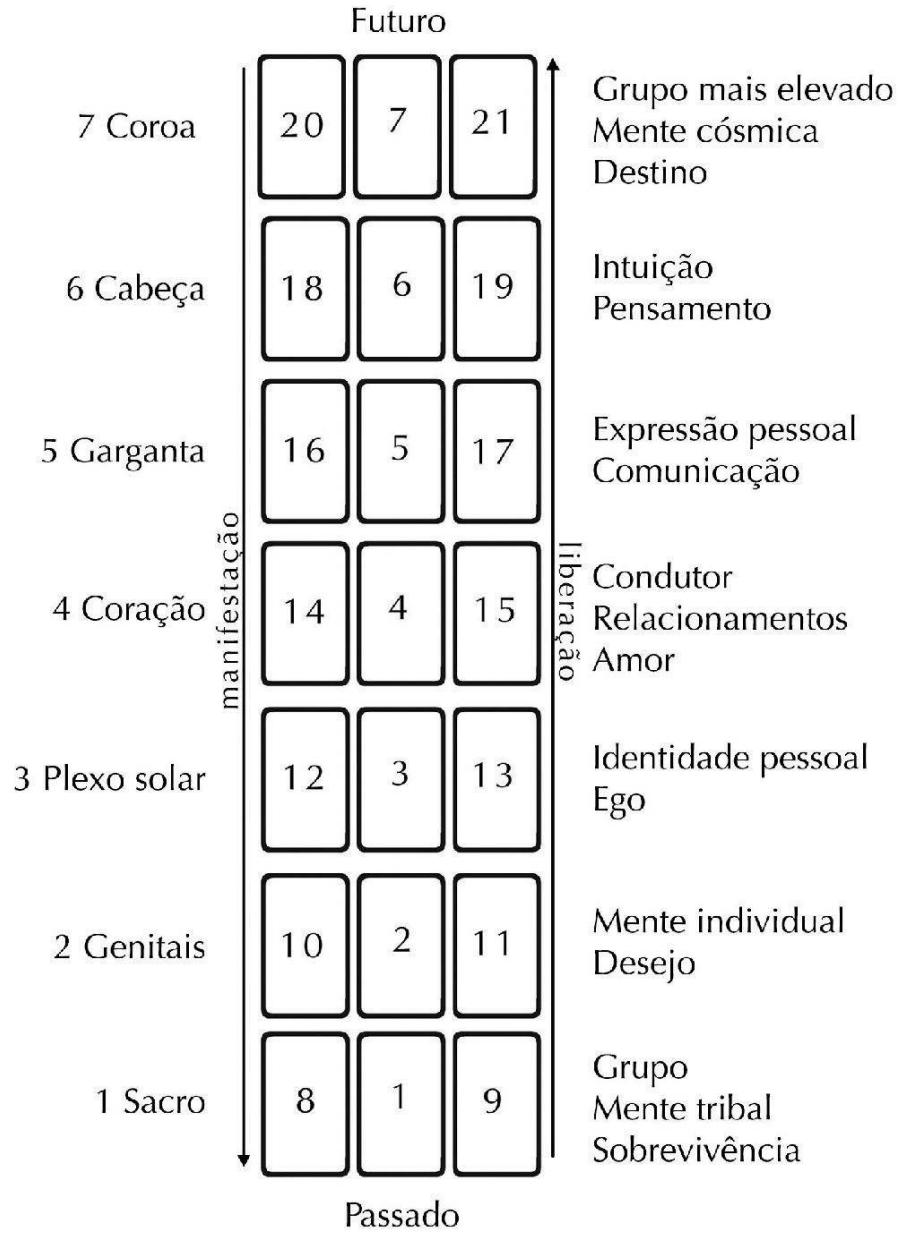 Futuro
7 Coroa
20 7 21
Grupo mais elevado
Mente cósmica
Destino
6 Cabeça
18 6 19
Intuição
Pensamento
5 Garganta
16 5 17
Expressão pessoal
Comunicação
manifestação
liberação
4 Coração
14 4 15
Condutor
Relacionamentos
Amor
3 Plexo solar
12 3 13
Identidade pessoal
Ego
2 Genitais
10 2 11
Mente individual
Desejo
1 Sacro
8 1 9
Grupo
Mente tribal
Sobrevivência
Passado